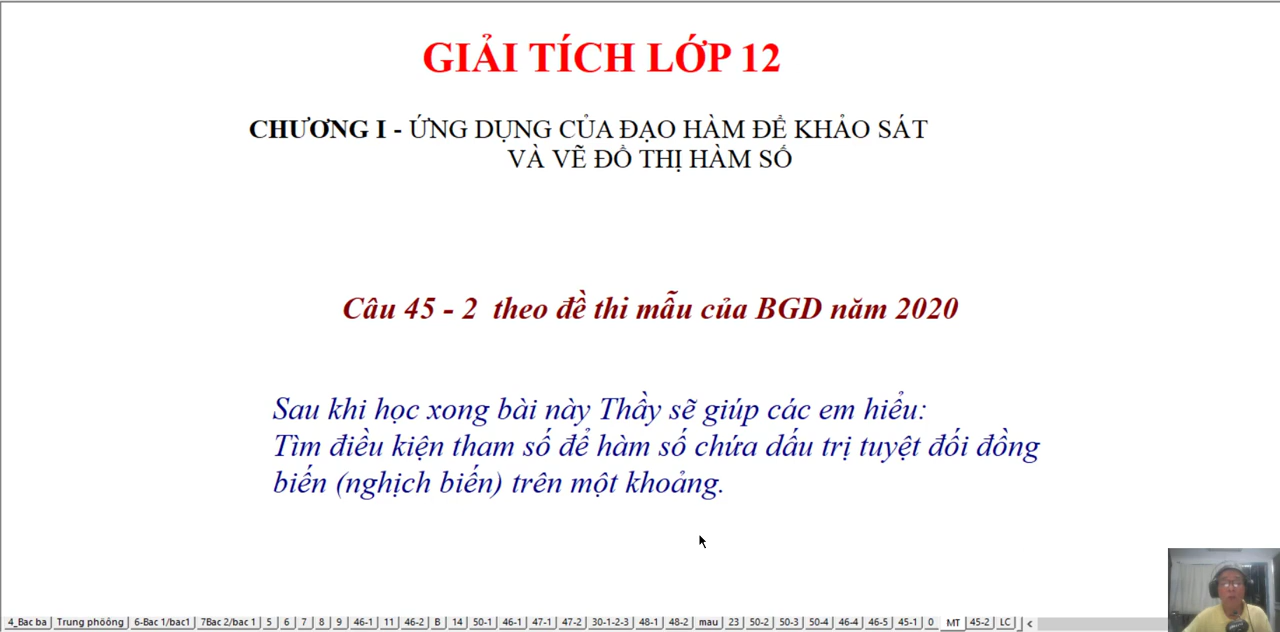 GIẢI TÍCH LỚP 12
CHƯƠNG I - ỨNG DỤNG CỦA ĐẠO HÀM ĐỂ KHẢO SÁT
VÀ VẼ ĐỒ THỊ HÀM SỐ
Câu 45 - 2 theo đề thi mẫu của BGD năm 2020
Sau khi học xong bài này Thầy sẽ giúp các em hiểu:
Tìm điều kiện tham số để hàm số chứa dấu trị tuyệt đối đồng
biến (nghịch biến) trên một khoảng.
4_Bac ba Trung phöông 6-Bac 1/bac1 7Bac 2/bac 1 5 6 7 8 9 46-1 11 46-2 B 14 50-1 46-1 47-1 47-2 30-1-2-3 48-1 48-2 mau 23 50-2 50-3 50-4 46-4 46-5 45-1 0 MT 45-2 LC <